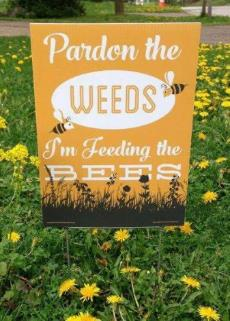 Pardon the
WEEDS
I'm Feeding the
BEES